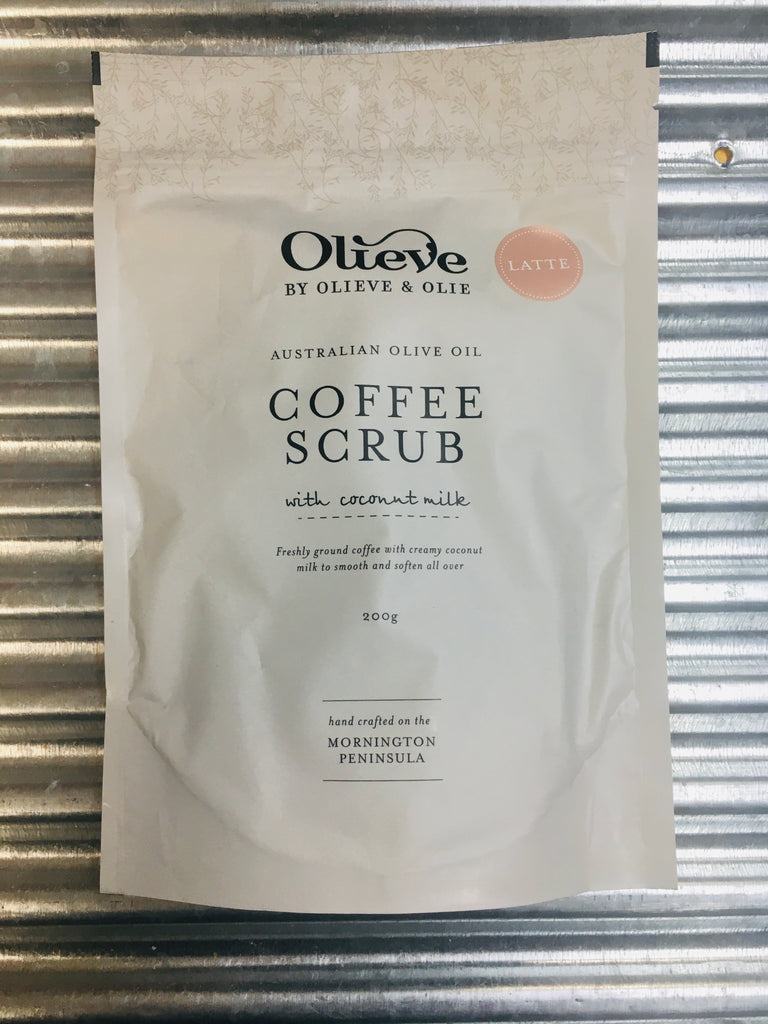 Olieve
BY OLIEVE & OLIE
LATTE
AUSTRALIAN OLIVE OIL
COFFEE
SCRUB
with coconut milk
Freshly ground coffee with creamy coconut
milk to smooth and soften all over
200g
hand crafted on the
MORNINGTON
PENINSULA